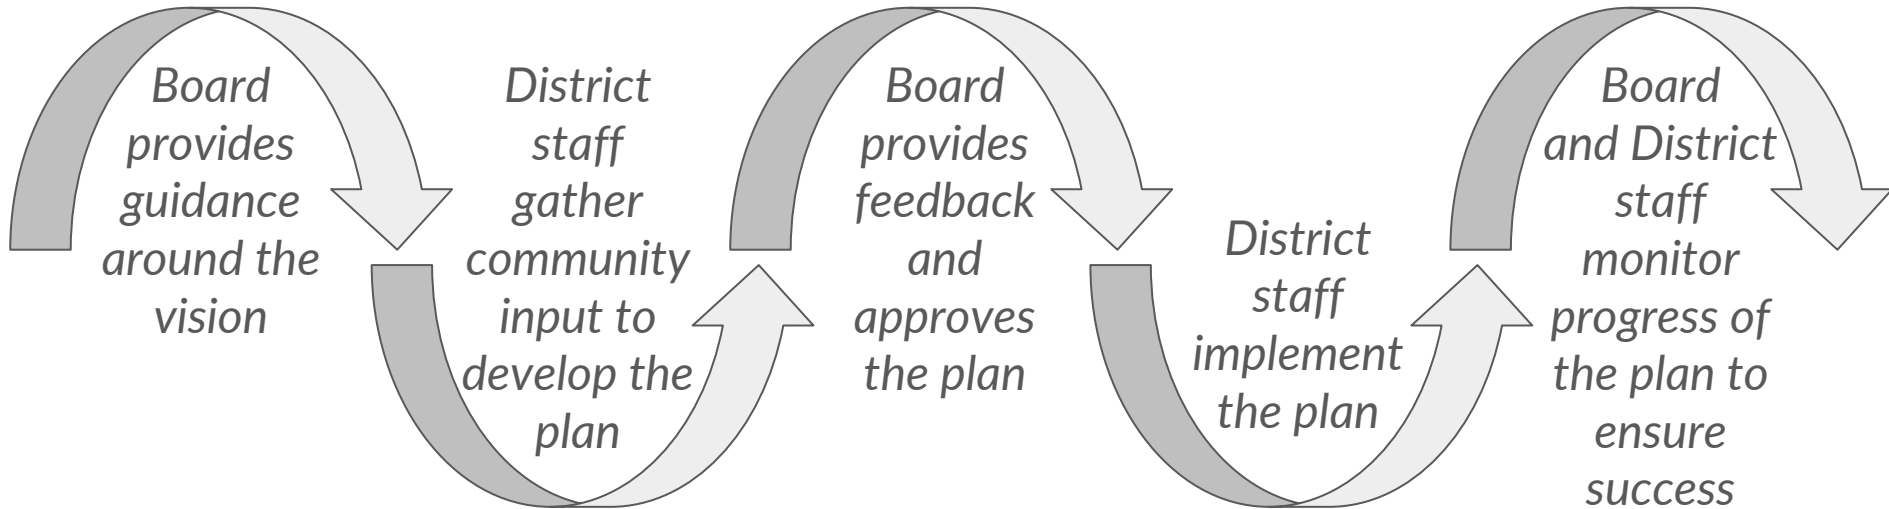 Board
provides
guidance
around the
vision
District
staff
gather
community
input to
develop the
plan
Board
provides
feedback
and
approves
the plan
District
staff
implement
the plan
Board
and District
staff
monitor
progress of
the plan to
ensure
success